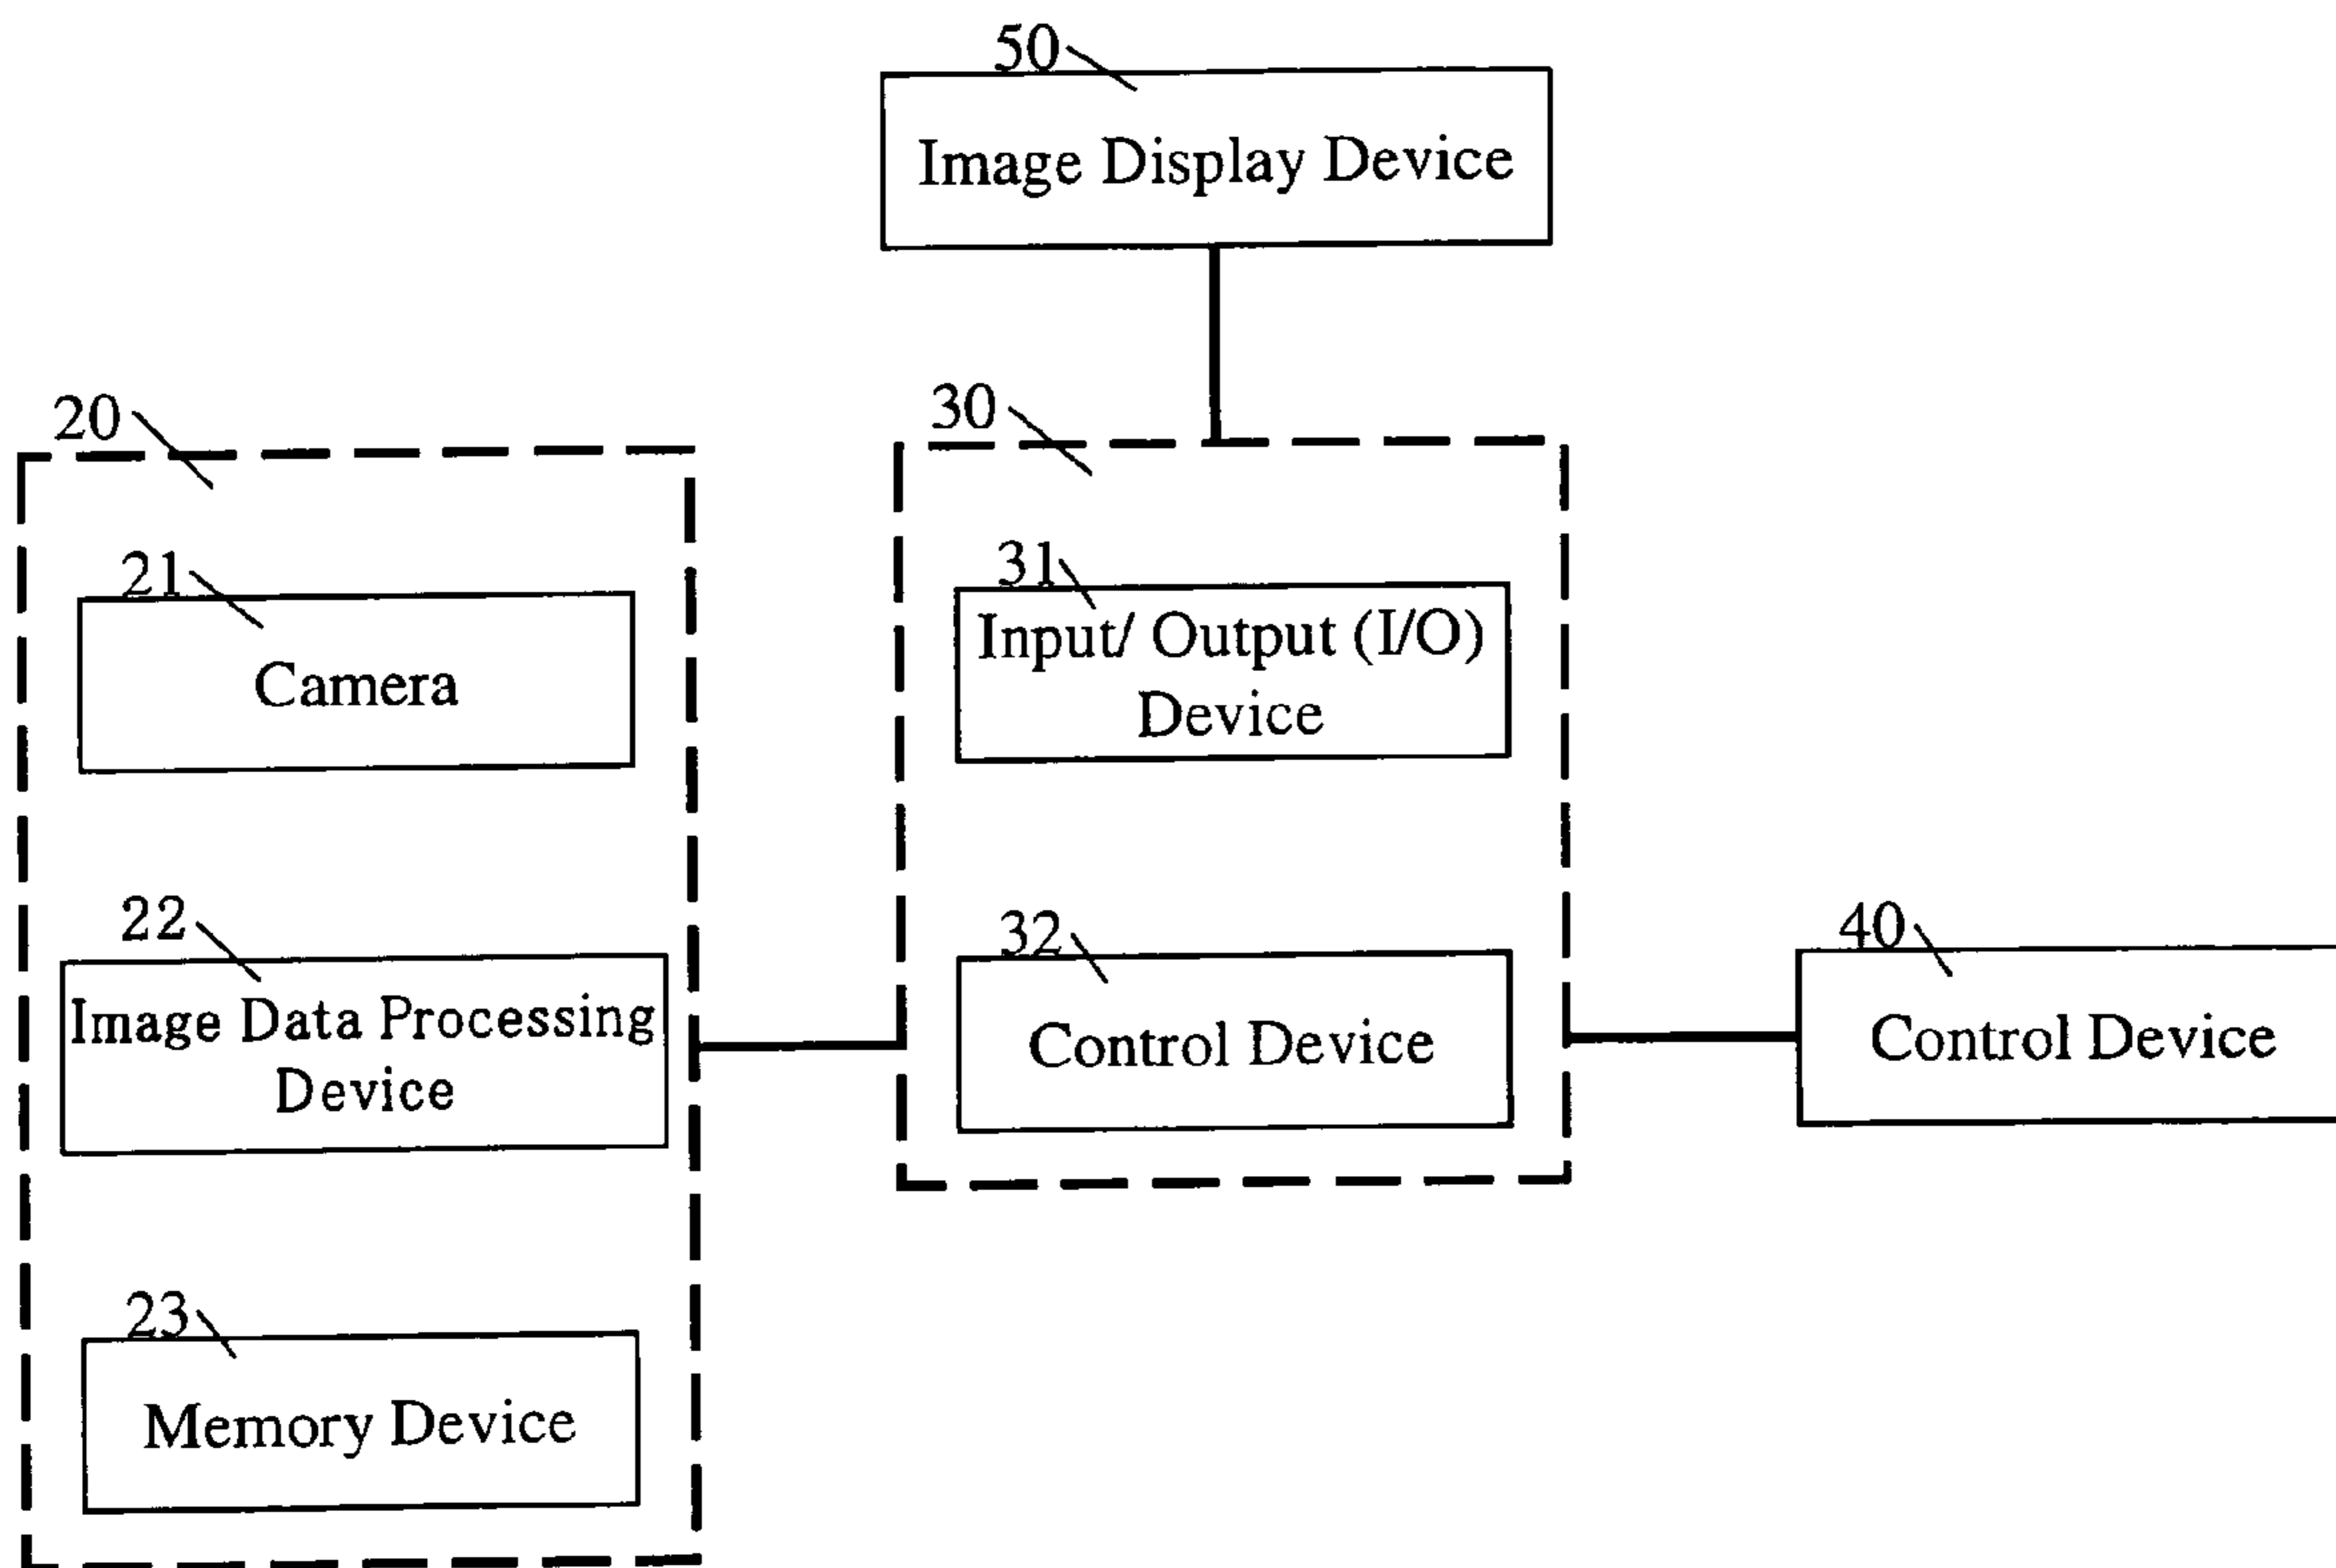 50
Image Display Device
20
30
21
Camera
31
Input/ Output (I/O)
Device
22
Image Data Processing
Device
32
Control Device
40
Control Device
23
Memory Device